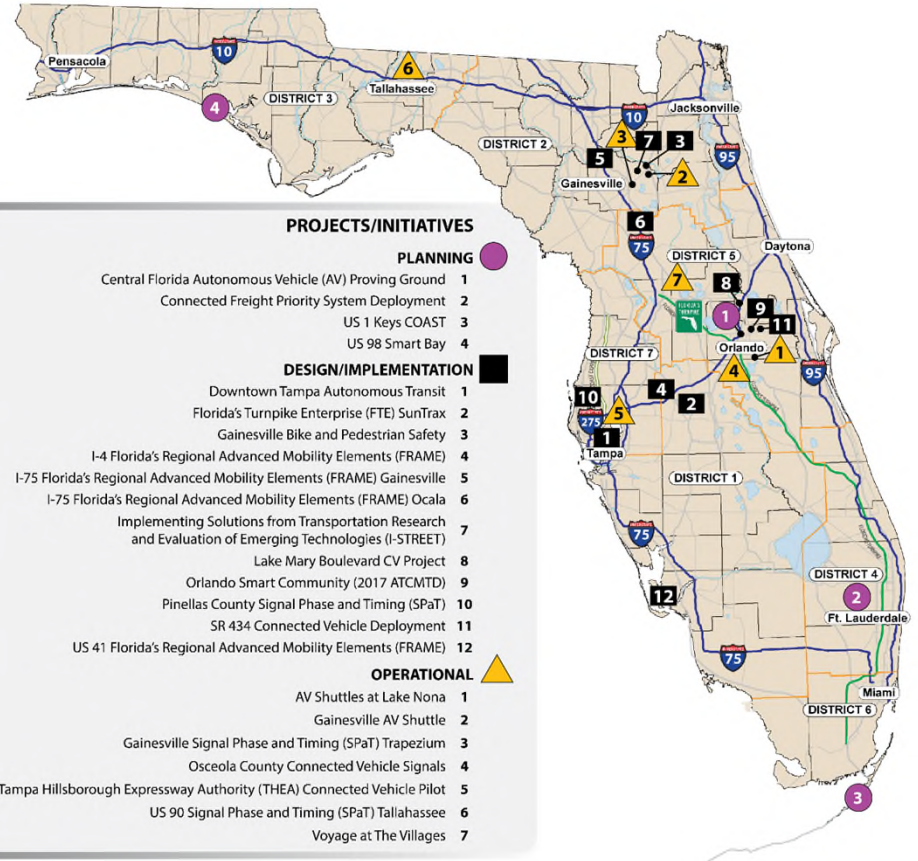 Pensacola
10
6
Tallahassee
4
DISTRICT 3
Jacksonville
10
DISTRICT 2
3
7
3
95
5
2
Gainesville
6
75
Daytona
DISTRICT 5
7
8
1
9
11
Orlando
1
DISTRICT 7
4
95
4
10
2
5
275
1
Tampa
DISTRICT 1
75
12
DISTRICT 4
2
Ft. Lauderdale
75
Miami
DISTRICT 6
3
PROJECTS/INITIATIVES
PLANNING
Central Florida Autonomous Vehicle (AV) Proving Ground 1
Connected Freight Priority System Deployment 2
US 1 Keys COAST 3
US 98 Smart Bay 4
DESIGN/IMPLEMENTATION
Downtown Tampa Autonomous Transit 1
Florida's Turnpike Enterprise (FTE) SunTrax 2
Gainesville Bike and Pedestrian Safety 3
I-4 Florida's Regional Advanced Mobility Elements (FRAME) 4
I-75 Florida's Regional Advanced Mobility Elements (FRAME) Gainesville 5
I-75 Florida's Regional Advanced Mobility Elements (FRAME) Ocala 6
Implementing Solutions from Transportation Research
and Evaluation of Emerging Technologies (I-STREET) 7
Lake Mary Boulevard CV Project 8
Orlando Smart Community (2017 ATCMTD) 9
Pinellas County Signal Phase and Timing (SPaT) 10
SR 434 Connected Vehicle Deployment 11
US 41 Florida's Regional Advanced Mobility Elements (FRAME) 12
OPERATIONAL
AV Shuttles at Lake Nona 1
Gainesville AV Shuttle 2
Gainesville Signal Phase and Timing (SPaT) Trapezium 3
Osceola County Connected Vehicle Signals 4
Tampa Hillsborough Expressway Authority (THEA) Connected Vehicle Pilot 5
US 90 Signal Phase and Timing (SPaT) Tallahassee 6
Voyage at The Villages 7